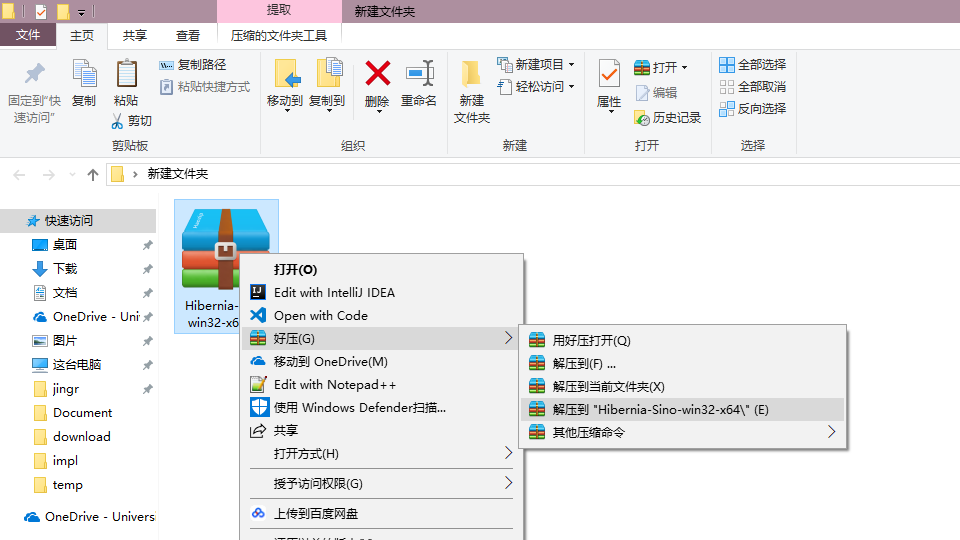 提取
新建文件夹
文件
主页
共享
查看
压缩的文件夹工具
固定到"快
速访问"
复制
粘贴
复制路径
粘贴快捷方式
剪切
剪贴板
移动到
复制到
删除
重命名
组织
新建
文件夹
新建项目
轻松访问
新建
属性
打开
编辑
历史记录
打开
全部选择
全部取消
反向选择
选择
新建文件夹
快速访问
桌面
下载
文档
OneDrive - Uni
图片
这台电脑
jingr
Document
download
impl
temp
OneDrive - Univers
Hibernia-
win32-x6
打开(O)
Edit with IntelliJ IDEA
Open with Code
好压(G)
移动到 OneDrive(M)
Edit with Notepad++
使用 Windows Defender扫描...
共享
打开方式(H)
授予访问权限(G)
上传到百度网盘
用好压打开(Q)
解压到(F) ...
解压到当前文件夹(X)
解压到 "Hibernia-Sino-win32-x64\" (E)
其他压缩命令